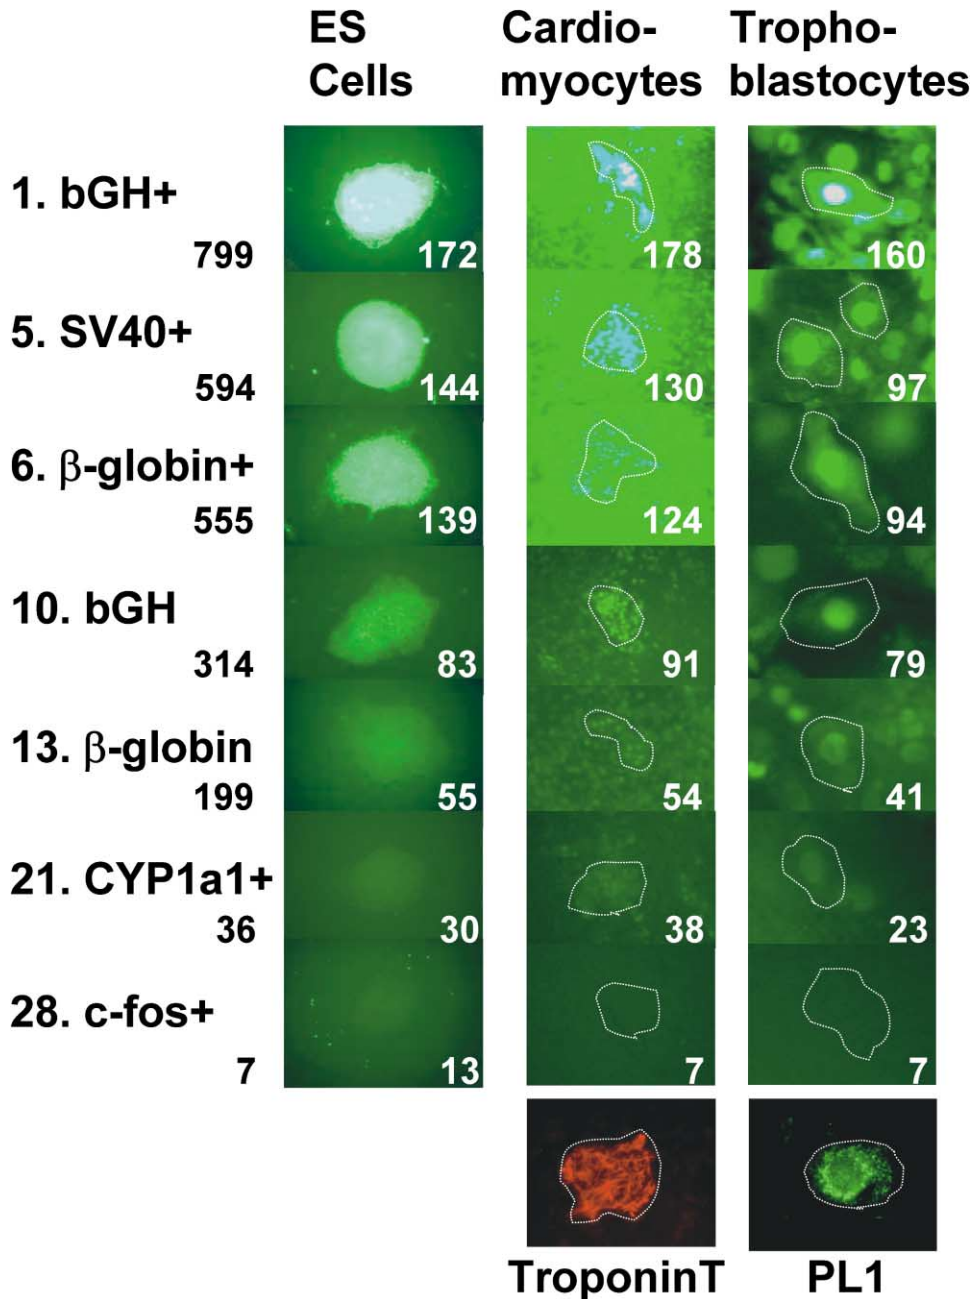 ES Cardio- Tropho-
Cells myocytes blastocytes
1. bGH+
799 172 178 160
5. SV40+
594 144 130 97
6. β-globin+
555 139 124 94
10. bGH
314 83 91 79
13. β-globin
199 55 54 41
21. CYP1a1+
36 30 38 23
28. c-fos+
7 13 7 7
TroponinT PL1